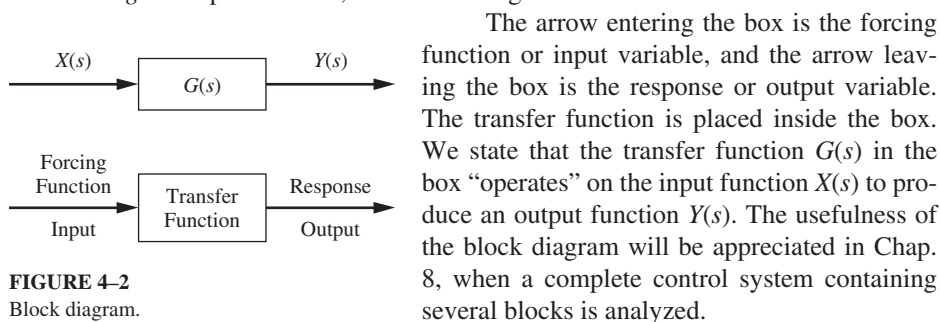 X(s)
Y(s)
G(s)
Forcing
Function
Input
Transfer
Function
Response
Output
FIGURE 4–2
Block diagram.
The arrow entering the box is the forcing
function or input variable, and the arrow leav-
ing the box is the response or output variable.
The transfer function is placed inside the box.
We state that the transfer function G(s) in the
box “operates” on the input function X(s) to pro-
duce an output function Y(s). The usefulness of
the block diagram will be appreciated in Chap.
8, when a complete control system containing
several blocks is analyzed.